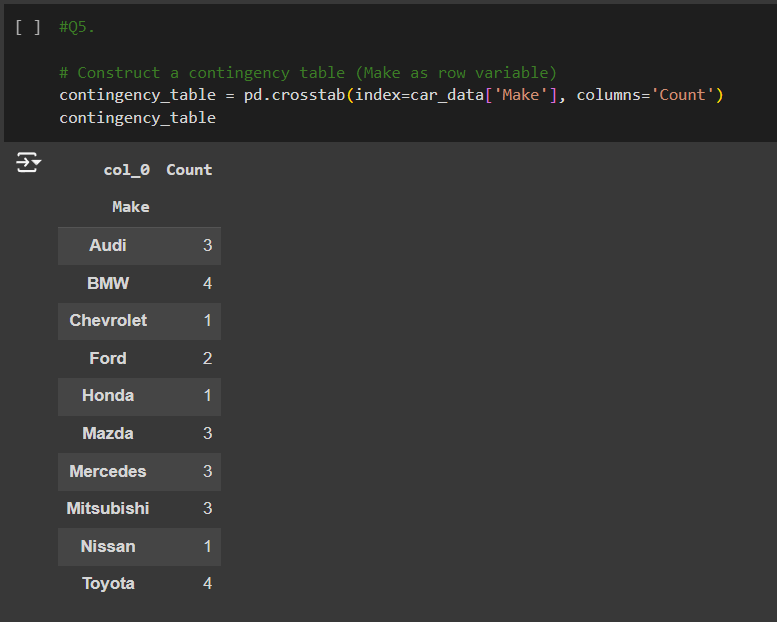 [ ] #Q5.
# Construct a contingency table (Make as row variable)
contingency_table = pd.crosstab(index=car_data['Make'], columns='Count')
contingency_table
col_0 Count
Make
Audi 3
BMW 4
Chevrolet 1
Ford 2
Honda 1
Mazda 3
Mercedes 3
Mitsubishi 3
Nissan 1
Toyota 4